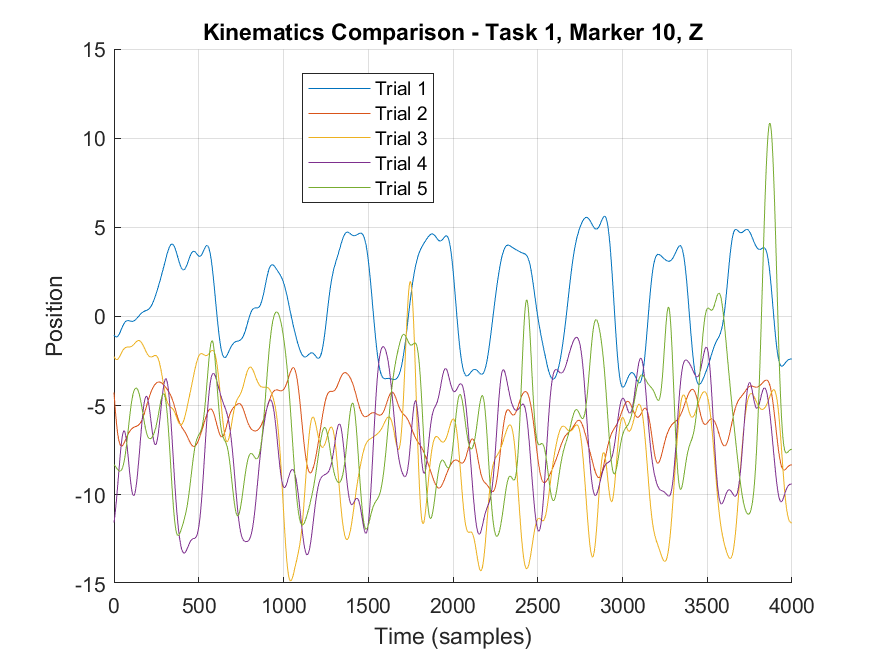 Kinematics Comparison - Task 1, Marker 10, Z
15
10
5
0
-5
-10
-15
Position
Trial 1
Trial 2
Trial 3
Trial 4
Trial 5
0 500 1000 1500 2000 2500 3000 3500 4000
Time (samples)